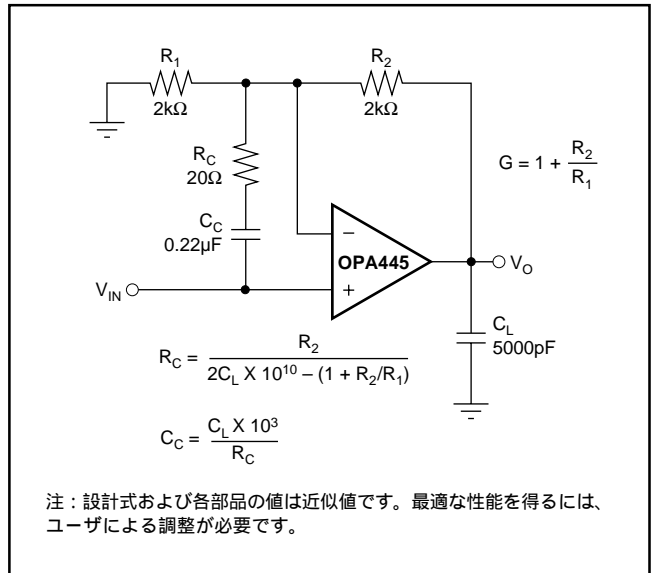 R1
2kΩ
R2
2kΩ
RC
20Ω
G = 1 + R2/R1
CC
0.22µF
−
OPA445
+
VIN
VO
CL
5000pF
RC = R2 / 2CL X 10^10 – (1 + R2/R1)
CC = CL X 10^3 / RC
注：設計式および各部品の値は近似値です。最適な性能を得るには、
ユーザによる調整が必要です。